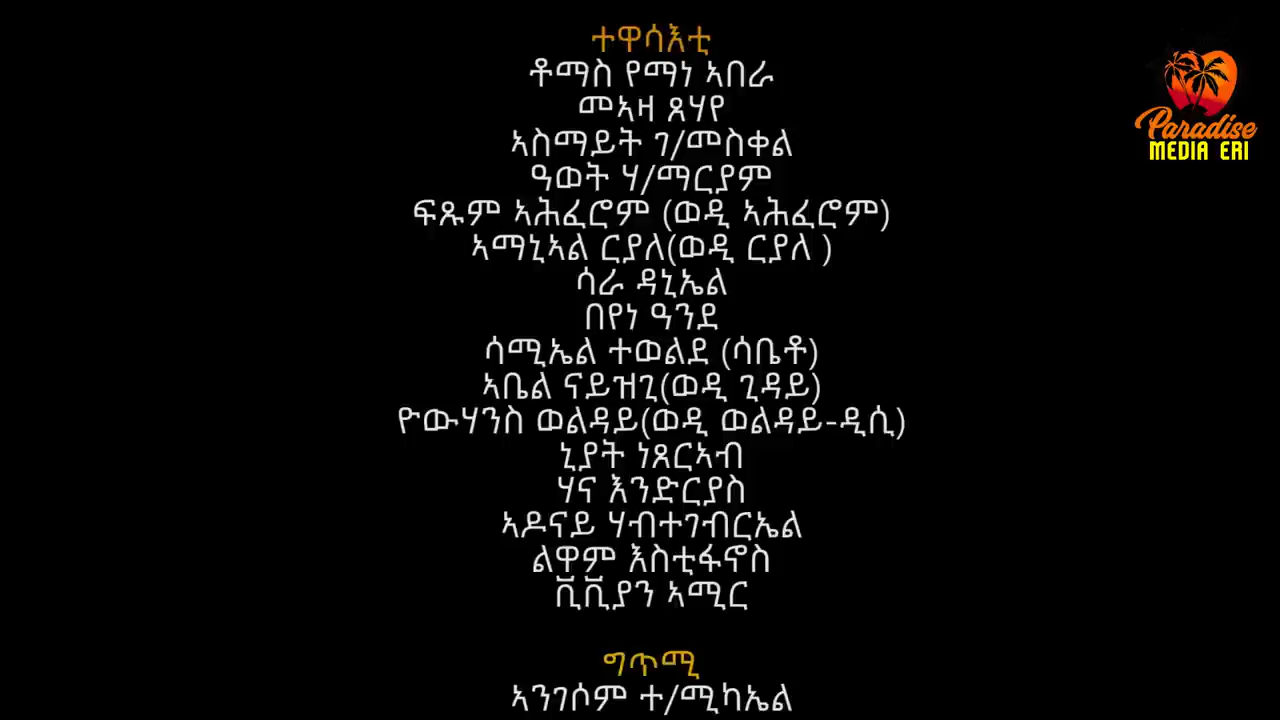 ተዋሳእቲ
ቶማስ የማነ ኣበራ
መኣዛ ጸሃየ
ኣስማይት ገ/መስቀል
ዓወት ሃ/ማርያም
ፍጹም ኣሕፈሮም (ወዲ ኣሕፈሮም)
ኣማኒኣል ርያለ(ወዲ ርያለ )
ሳራ ዳኒኤል
በየነ ዓንደ
ሳሚኤል ተወልደ (ሳቤቶ)
ኣቤል ናይዝጊ(ወዲ ጊዳይ)
ዮውሃንስ ወልዳይ(ወዲ ወልዳይ-ዲሲ)
ኒያት ነጸርኣብ
ሃና እንድርያስ
ኣዶናይ ሃብተገብርኤል
ልዋም እስቲፋኖስ
ቪቪያን ኣሚር
ግጥሚ
ኣንገሶም ተ/ሚካኤል
Paradise
MEDIA ERI